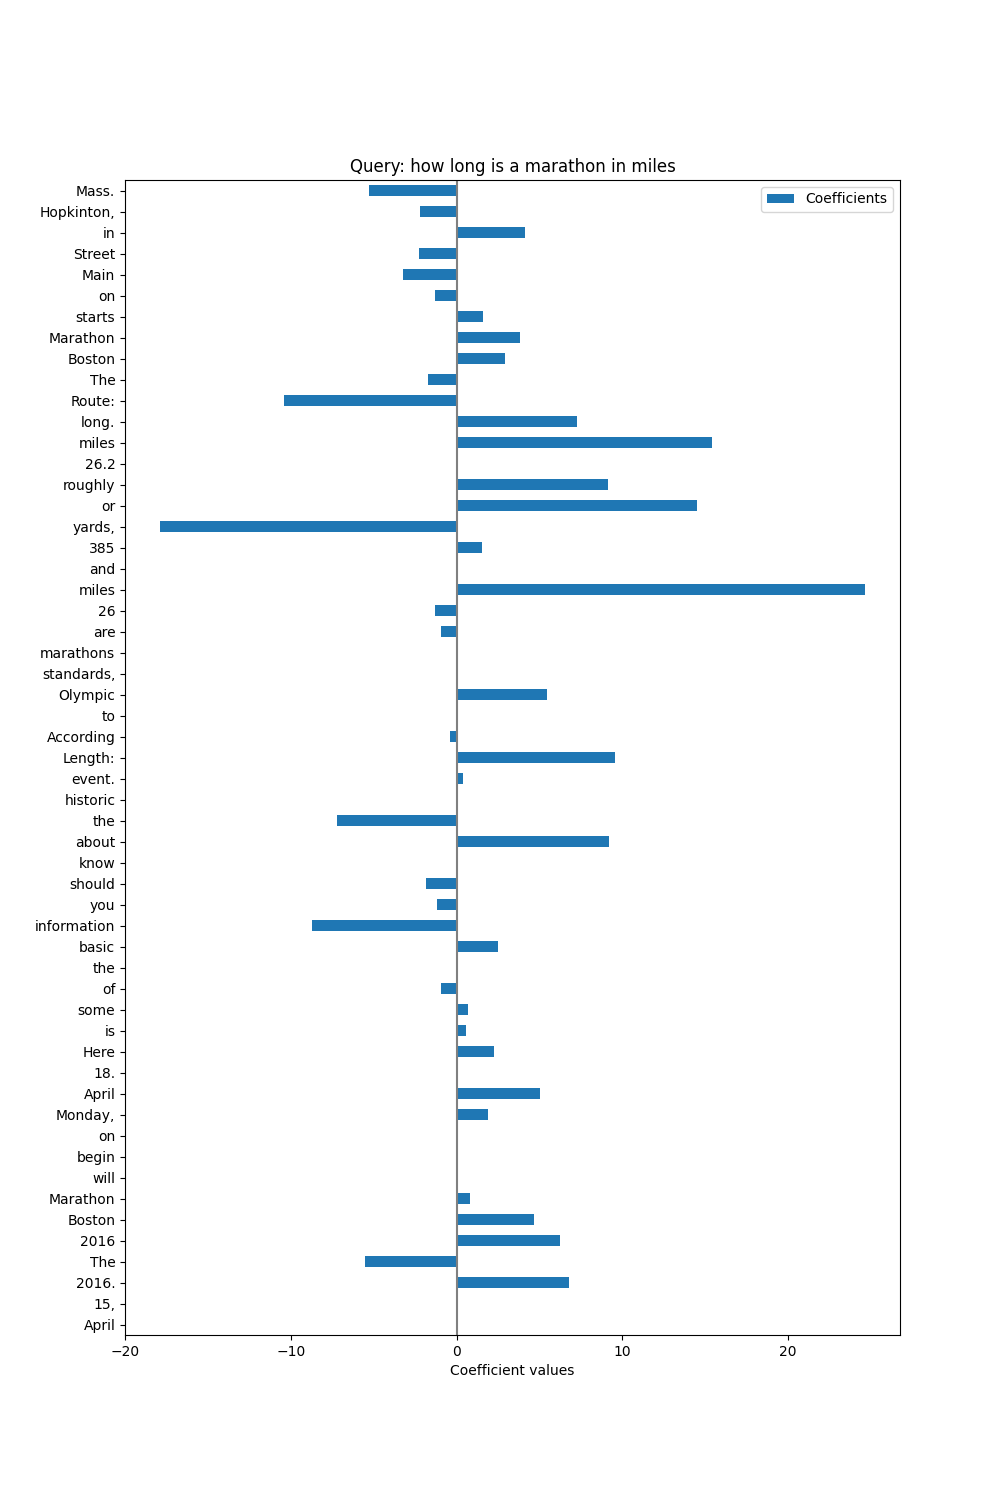 Query: how long is a marathon in miles
Coefficients
Mass.
Hopkinton,
in
Street
Main
on
starts
Marathon
Boston
The
Route:
long.
miles
26.2
roughly
or
yards,
385
and
miles
26
are
marathons
standards,
Olympic
to
According
Length:
event.
historic
the
about
know
should
you
information
basic
the
of
some
is
Here
18.
April
Monday,
on
begin
will
Marathon
Boston
2016
The
2016.
15,
April
−20 −10 0 10 20
Coefficient values